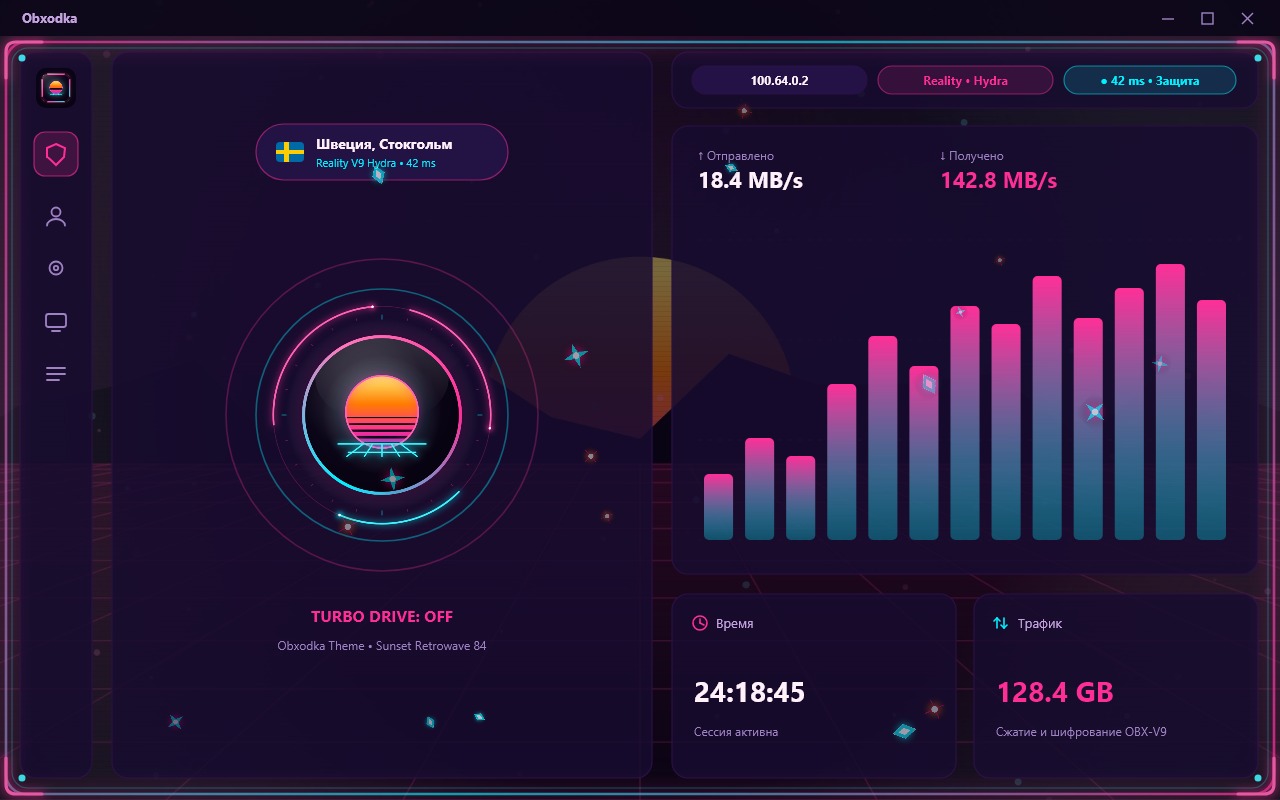 Obxodka
Швеция, Стокгольм
Reality V9 Hydra • 42 ms
TURBO DRIVE: OFF
Obxodka Theme • Sunset Retrowave 84
100.64.0.2
Reality • Hydra
● 42 ms • Защита
↑ Отправлено
18.4 MB/s
↓ Получено
142.8 MB/s
Время
24:18:45
Сессия активна
Трафик
128.4 GB
Сжатие и шифрование OBX-V9